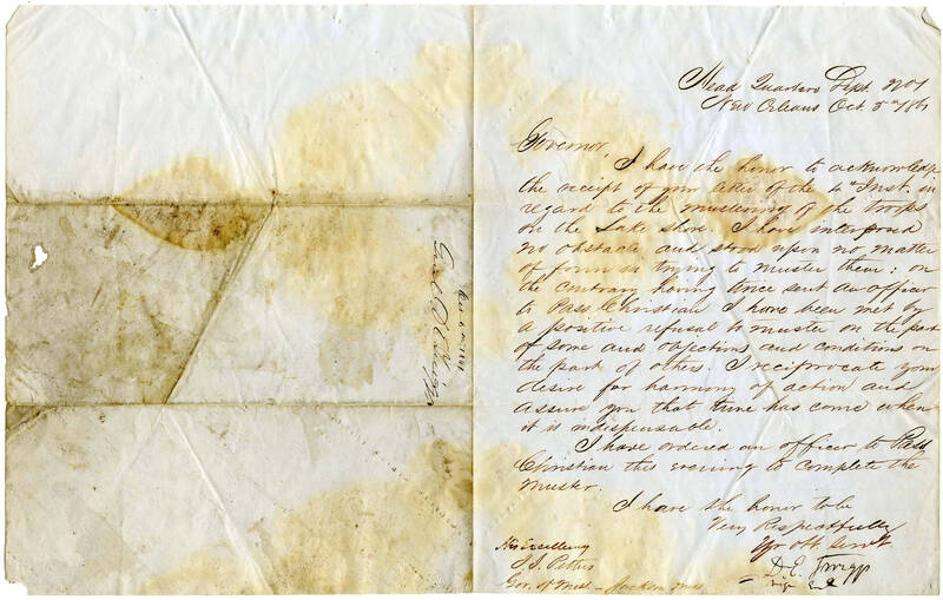 Head Quarters Dept. No 1
New Orleans Oct. 5th 1861
Governor,
I have the honor to acknowledge
the receipt of your letter of the 4th Inst. in
regard to the mustering of the troops
on the Lake shore. I have interposed
no obstacle and stood upon no matter
of form in trying to muster them: on
the contrary having once sent an officer
to Pass Christian I have been met by
a positive refusal to muster on the part
of some and objections and conditions on
the part of others. I reciprocate your
desire for harmony of action and
assure you that time has come when
it is indispensable.
I have ordered an officer to Pass
Christian this evening to complete the
muster.
I have the honor to be
Very Respectfully
Yr obt. Servt
D. E. Twiggs
His Excellency
J. J. Pettus
Gov. of Miss. - Jackson Miss.
Genl D E Twiggs
1861